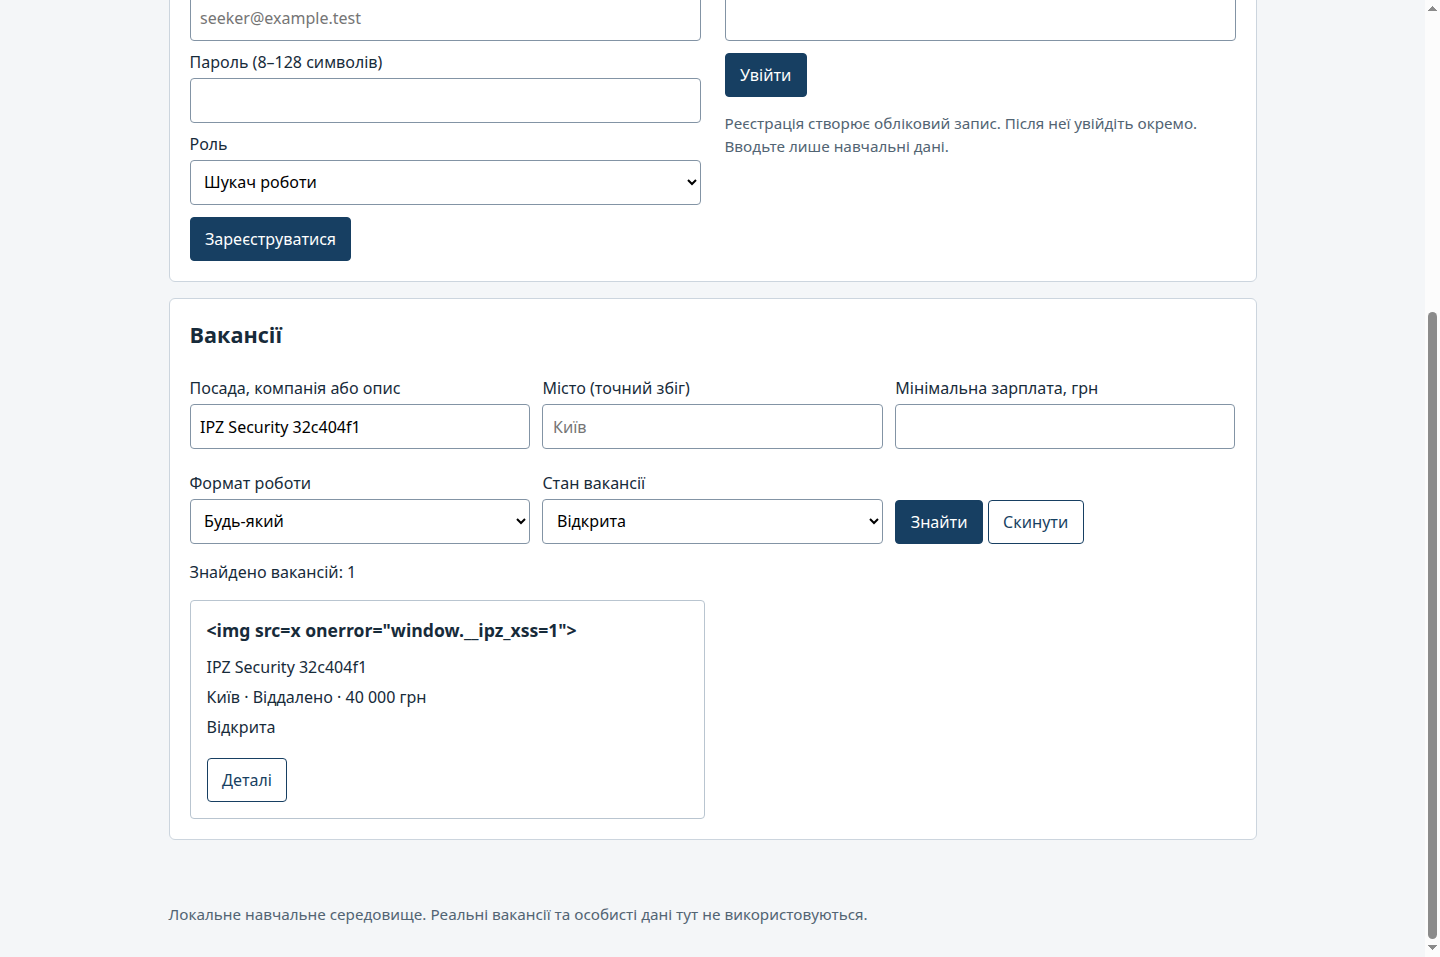 seeker@example.test
Пароль (8–128 символів)
Роль
Шукач роботи
Зареєструватися
Увійти
Реєстрація створює обліковий запис. Після неї увійдіть окремо.
Вводьте лише навчальні дані.
Вакансії
Посада, компанія або опис
Місто (точний збіг)
Мінімальна зарплата, грн
IPZ Security 32c404f1
Київ
Формат роботи
Стан вакансії
Будь-який
Відкрита
Знайти
Скинути
Знайдено вакансій: 1
<img src=x onerror="window.__ipz_xss=1">
IPZ Security 32c404f1
Київ · Віддалено · 40 000 грн
Відкрита
Деталі
Локальне навчальне середовище. Реальні вакансії та особисті дані тут не використовуються.